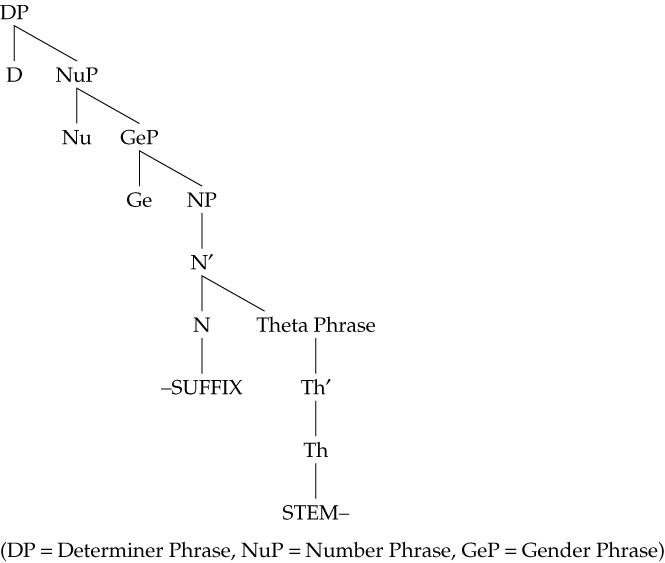 DP
D NuP
Nu GeP
Ge NP
N′
N Theta Phrase
–SUFFIX Th′
Th
STEM–
(DP = Determiner Phrase, NuP = Number Phrase, GeP = Gender Phrase)